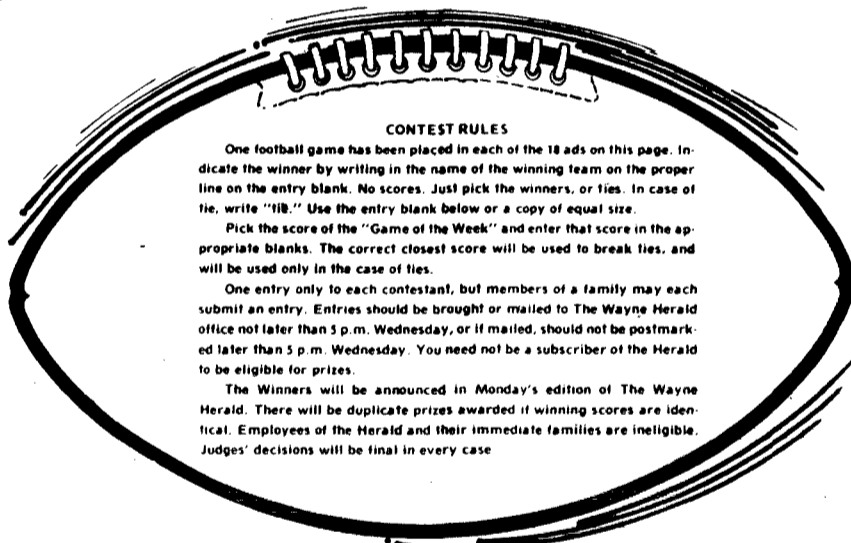 CONTEST RULES
One football game has been placed in each of the 18 ads on this page. In-
dicate the winner by writing in the name of the winning team on the proper
line on the entry blank. No scores. Just pick the winners, or ties. In case of
tie, write "tie." Use the entry blank below or a copy of equal size.
Pick the score of the "Game of the Week" and enter that score in the ap-
propriate blanks. The correct closest score will be used to break ties, and
will be used only in the case of ties.
One entry only to each contestant, but members of a family may each
submit an entry. Entries should be brought or mailed to The Wayne Herald
office not later than 5 p.m. Wednesday, or if mailed, should not be postmark-
ed later than 5 p.m. Wednesday. You need not be a subscriber of the Herald
to be eligible for prizes.
The Winners will be announced in Monday's edition of The Wayne
Herald. There will be duplicate prizes awarded if winning scores are iden-
tical. Employees of the Herald and their immediate families are ineligible.
Judges' decisions will be final in every case